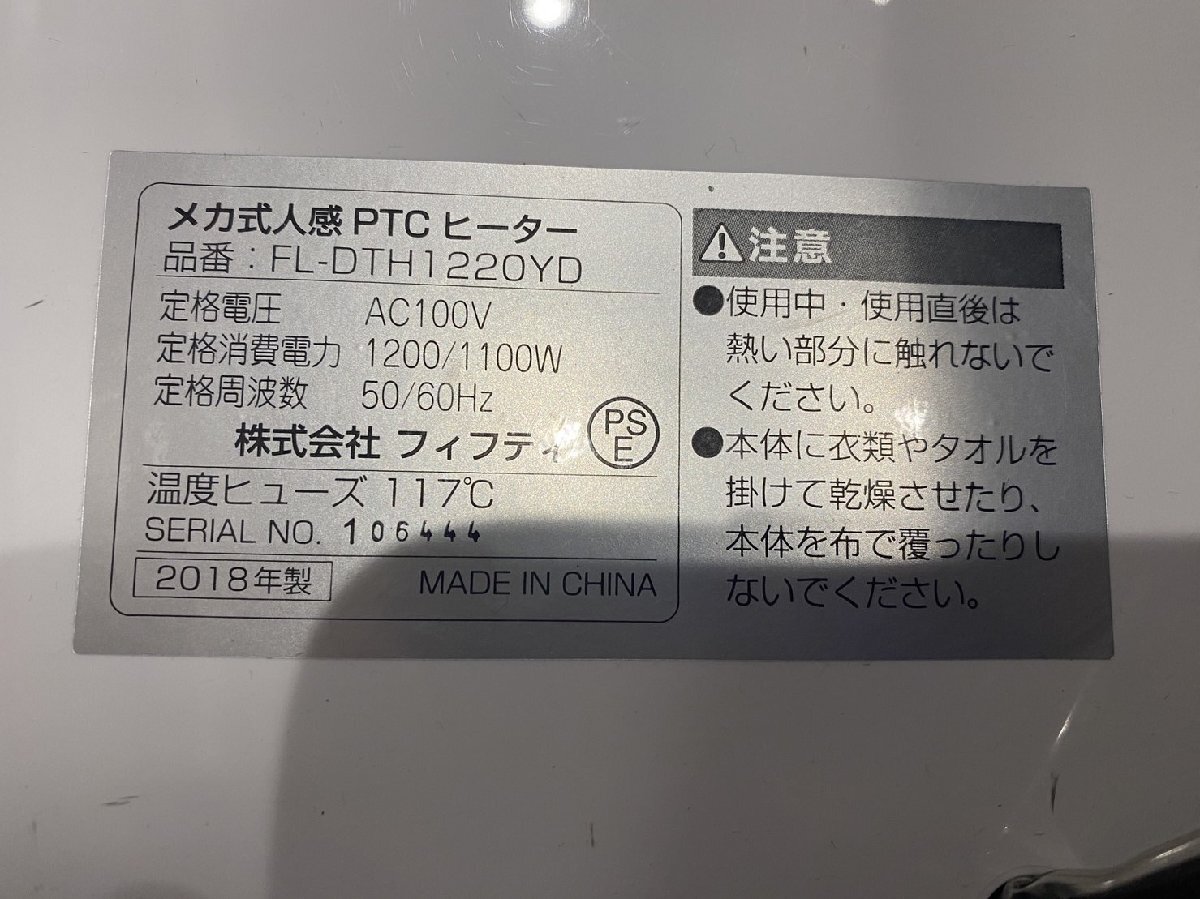 メカ式人感 PTC ヒーター
品番：FL-DTH1220YD
定格電圧 AC100V
定格消費電力 1200/1100W
定格周波数 50/60Hz
株式会社 フィフティ
PS
E
温度ヒューズ 117℃
SERIAL NO. 106444
2018年製 MADE IN CHINA
注意
●使用中・使用直後は
熱い部分に触れないで
ください。
●本体に衣類やタオルを
掛けて乾燥させたり、
本体を布で覆ったりし
ないでください。